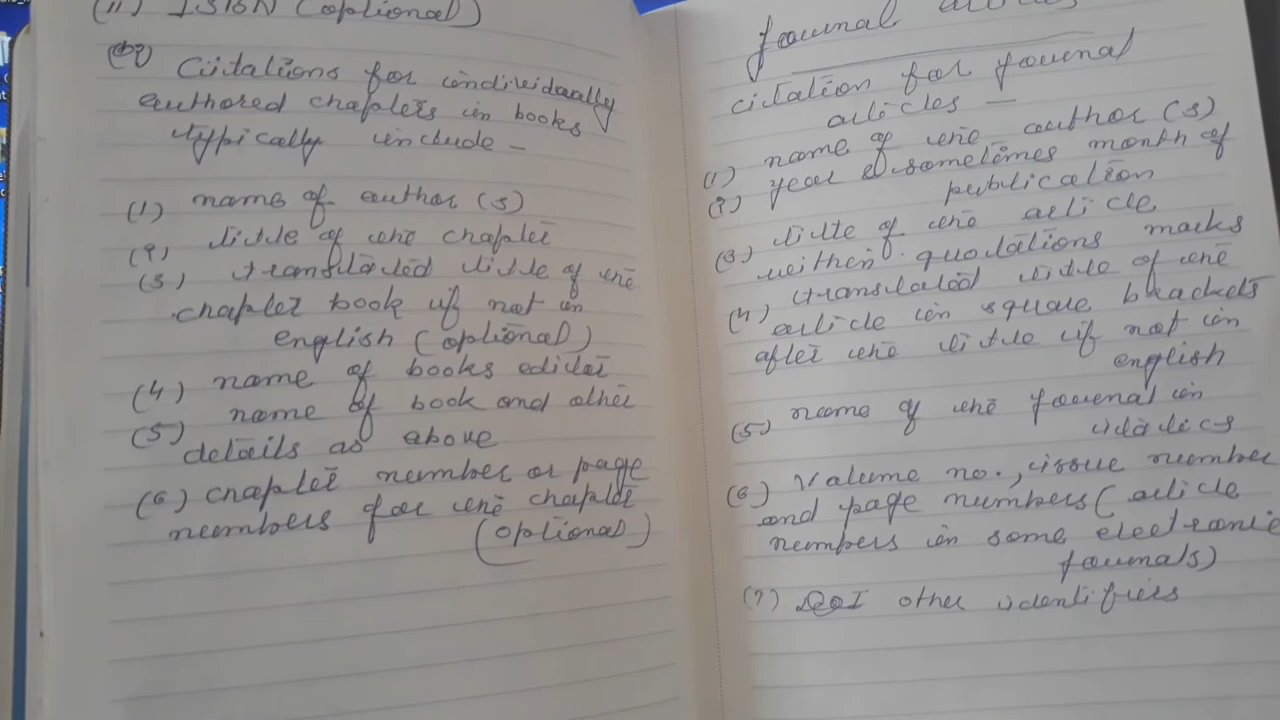 (11) ISBN (optional)
(b) Citations for individually
authored chapters in books
typically include -
(1) name of author (s)
(2) title of the chapter
(3) translated title of the
chapter book if not in
english (optional)
(4) name of books editor
(5) name of book and other
details as above
(6) chapter number or page
numbers for the chapter
(optional)
Journal articles
citation for journal
articles —
(1) name of the author (s)
(2) year & sometimes month of
publication
(3) title of the article
within quotations marks
(4) translated title of the
article in square brackets
after the title if not in
english
(5) name of the journal in
italics
(6) Volume no., issue number
and page numbers (article
numbers in some electronic
journals)
(7) DOI other identifiers